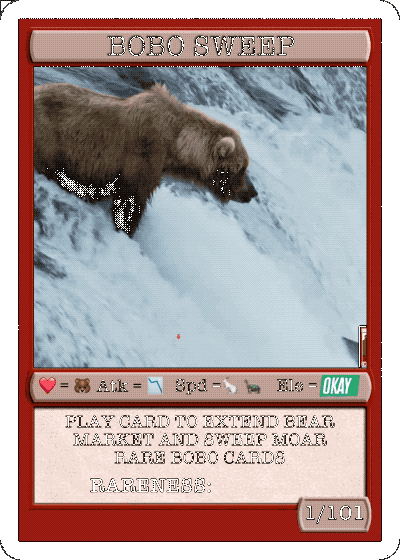 BOBO SWEEP
= Atk = Spd = Ele = OKAY
PLAY CARD TO EXTEND BEAR
MARKET AND SWEEP MOAR
RARE BOBO CARDS
RARENESS:
1/101